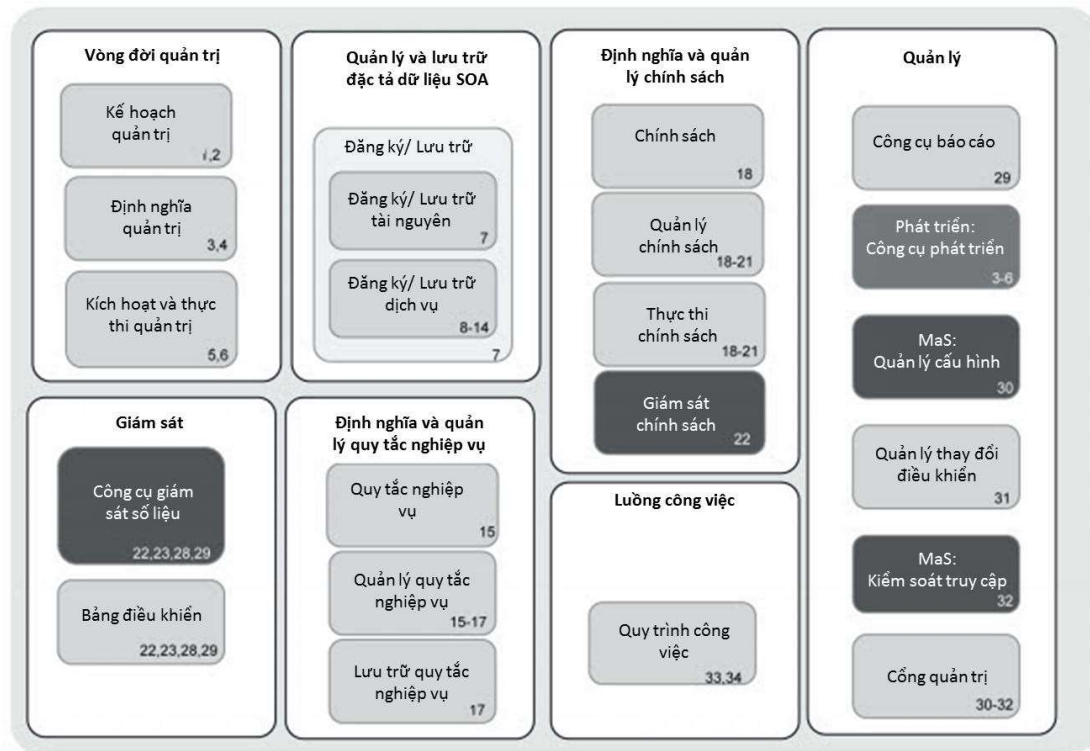 Vòng đời quản trị
Kế hoạch
quản trị
1,2
Định nghĩa
quản trị
3,4
Kích hoạt và thực
thi quản trị
5,6
Quản lý và lưu trữ
đặc tả dữ liệu SOA
Đăng ký/ Lưu trữ
Đăng ký/ Lưu trữ
tài nguyên
7
Đăng ký/ Lưu trữ
dịch vụ
8-14
7
Định nghĩa và quản
lý chính sách
Chính sách
18
Quản lý
chính sách
18-21
Thực thi
chính sách
18-21
Giám sát
chính sách
22
Quản lý
Công cụ báo cáo
29
Phát triển:
Công cụ phát triển
3-6
MaS:
Quản lý cấu hình
30
Quản lý thay đổi
điều khiển
31
MaS:
Kiểm soát truy cập
32
Cổng quản trị
30-32
Giám sát
Công cụ giám
sát số liệu
22,23,28,29
Bảng điều khiển
22,23,28,29
Định nghĩa và quản
lý quy tắc nghiệp vụ
Quy tắc nghiệp
vụ
15
Quản lý quy tắc
nghiệp vụ
15-17
Lưu trữ quy tắc
nghiệp vụ
17
Luồng công việc
Quy trình công
việc
33,34